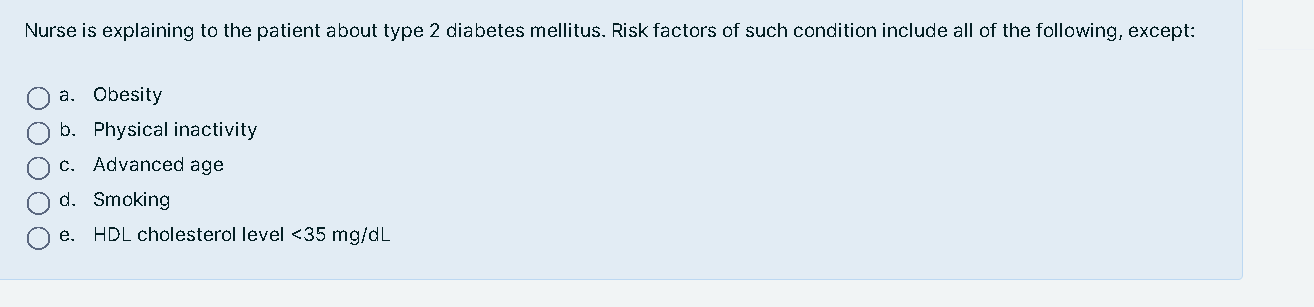 Nurse is explaining to the patient about type 2 diabetes mellitus. Risk factors of such condition include all of the following, except:
a. Obesity
b. Physical inactivity
c. Advanced age
d. Smoking
e. HDL cholesterol level <35 mg/dL